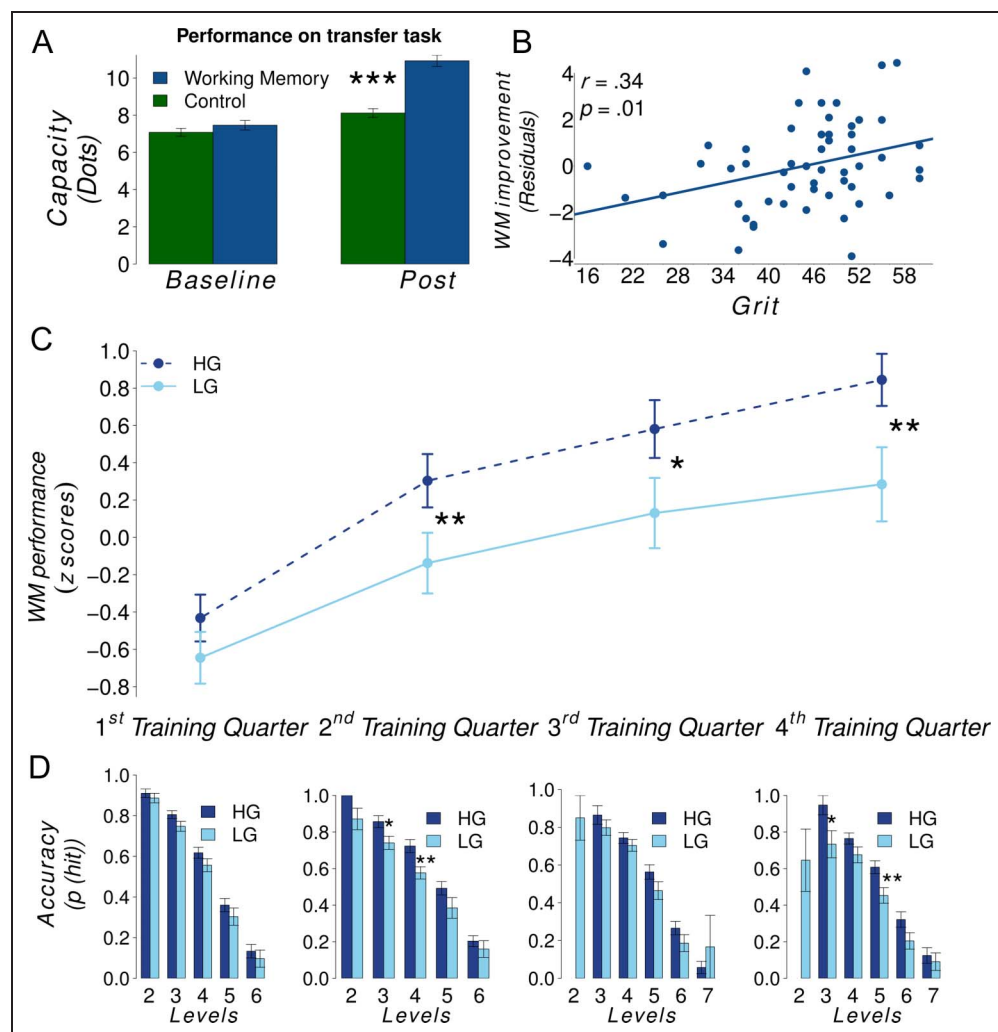 A
Performance on transfer task
Working Memory
Control
***
Capacity
(Dots)
10
8
6
4
2
0
Baseline
Post
B
r = .34
p = .01
WM improvement
(Residuals)
4
2
0
−2
−4
16 22 28 34 40 46 52 58
Grit
C
HG
LG
WM performance
(z scores)
1.0
0.8
0.6
0.4
0.2
0.0
−0.2
−0.4
−0.6
−0.8
**
*
**
1st Training Quarter 2nd Training Quarter 3rd Training Quarter 4th Training Quarter
D
Accuracy
(p (hit))
1.0
0.8
0.6
0.4
0.2
0.0
HG
LG
2 3 4 5 6
Levels
1.0
0.8
0.6
0.4
0.2
0.0
HG
LG
*
**
2 3 4 5 6
Levels
1.0
0.8
0.6
0.4
0.2
0.0
HG
LG
2 3 4 5 6 7
Levels
1.0
0.8
0.6
0.4
0.2
0.0
HG
LG
*
**
2 3 4 5 6 7
Levels